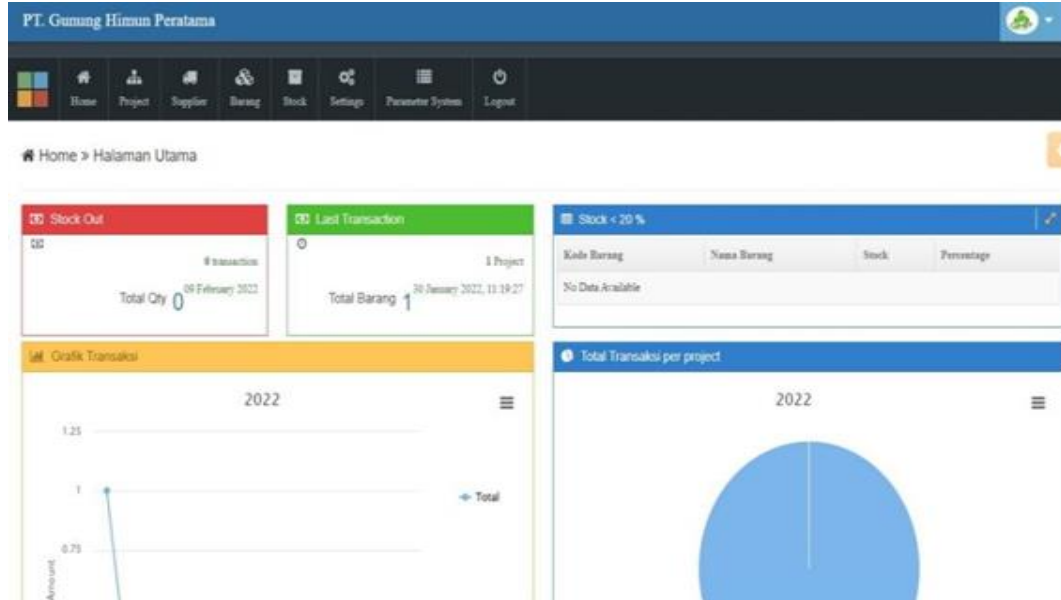 PT. Gunung Himun Peratama
Home Project Supplier Barang Stock Settings Parameter System Logout
Home » Halaman Utama
Stock Out
0 transaction
Total Qty 0 09 February 2022
Last Transaction
1 Project
Total Barang 1 30 January 2022, 11:19:27
Stock < 20 %
Kode Barang Nama Barang Stock Persentage
No Data Available
Grafik Transaksi
2022
1.25
1
0.75
Amount
Total
Total Transaksi per project
2022